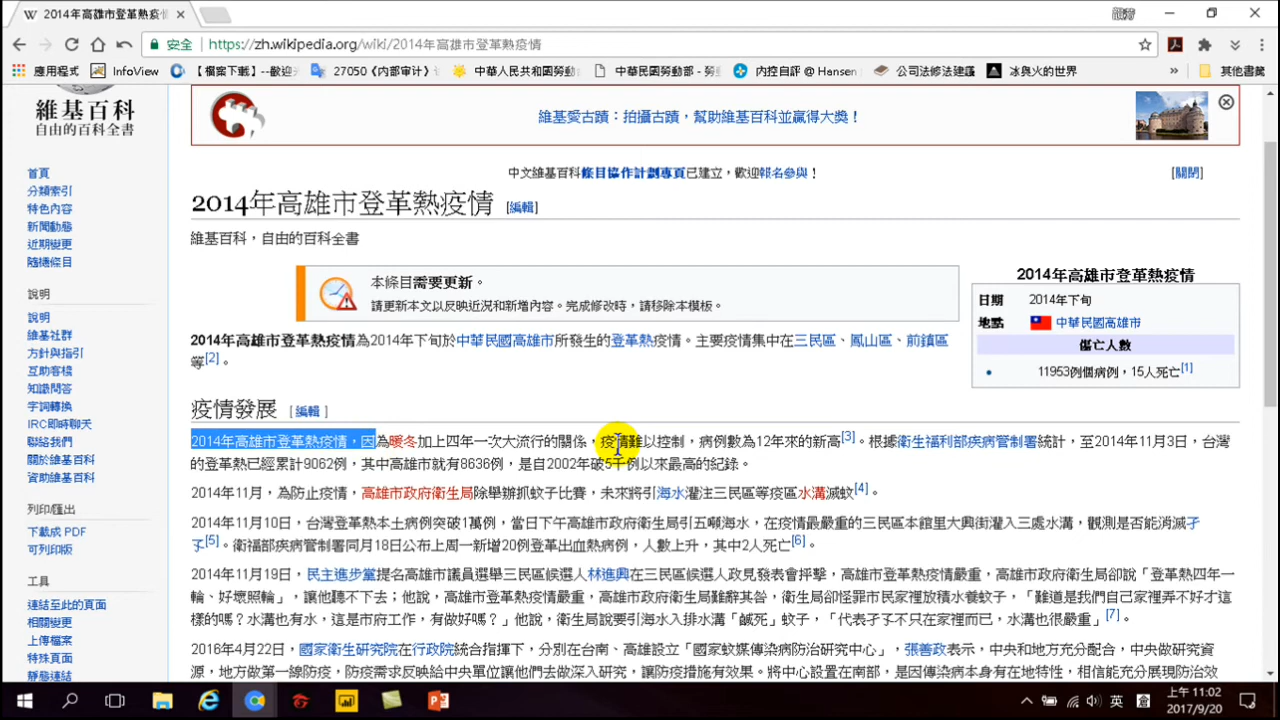 2014年高雄市登革熱疫情
安全
https://zh.wikipedia.org/wiki/2014年高雄市登革熱疫情
應用程式
InfoView
【檔案下載】--歡迎
27050《内部审计》
中華人民共和国勞動
中華民國勞動部 - 勞
內控自評 @ Hansen
公司法修法建議
冰與火的世界
»
其他書籤
維基百科
自由的百科全書
維基愛古蹟：拍攝古蹟，幫助維基百科並贏得大獎！
中文維基百科條目協作計劃專頁已建立，歡迎報名參與！
[關閉]
首頁
分類索引
特色內容
新聞動態
近期變更
隨機條目
說明
說明
維基社群
方針與指引
互助客棧
知識問答
字詞轉換
IRC即時聊天
聯絡我們
關於維基百科
資助維基百科
列印/匯出
下載成 PDF
可列印版
工具
連結至此的頁面
相關變更
上傳檔案
特殊頁面
靜態連結
2014年高雄市登革熱疫情 [編輯]
維基百科，自由的百科全書
本條目需要更新。
請更新本文以反映近況和新增內容。完成修改時，請移除本模板。
2014年高雄市登革熱疫情
日期 2014年下旬
地點 中華民國高雄市
傷亡人數
• 11953例個病例，15人死亡[1]
2014年高雄市登革熱疫情為2014年下旬於中華民國高雄市所發生的登革熱疫情。主要疫情集中在三民區、鳳山區、前鎮區
等[2]。
疫情發展 [編輯]
2014年高雄市登革熱疫情，因為暖冬加上四年一次大流行的關係，疫情難以控制，病例數為12年來的新高[3]。根據衛生福利部疾病管制署統計，至2014年11月3日，台灣
的登革熱已經累計9062例，其中高雄市就有8636例，是自2002年破5千例以來最高的紀錄。
2014年11月，為防止疫情，高雄市政府衛生局除舉辦抓蚊子比賽，未來將引海水灌注三民區等疫區水溝滅蚊[4]。
2014年11月10日，台灣登革熱本土病例突破1萬例，當日下午高雄市政府衛生局引五噸海水，在疫情最嚴重的三民區本館里大興街灌入三處水溝，觀測是否能消滅孑
孓[5]。衛福部疾病管制署同月18日公布上周一新增20例登革出血熱病例，人數上升，其中2人死亡[6]。
2014年11月19日，民主進步黨提名高雄市議員選舉三民區候選人林進興在三民區候選人政見發表會抨擊，高雄市登革熱疫情嚴重，高雄市政府衛生局卻說「登革熱四年一
輪、好壞照輪」，讓他聽不下去；他說，高雄市登革熱疫情嚴重，高雄市政府衛生局難辭其咎，衛生局卻怪罪市民家裡放積水養蚊子，「難道是我們自己家裡弄不好才這
樣的嗎？水溝也有水，這是市府工作，有做好嗎？」他說，衛生局說要引海水入排水溝「鹹死」蚊子，「代表孑孓不只在家裡而已，水溝也很嚴重」[7]。
2016年4月22日，國家衛生研究院在行政院統合指揮下，分別在台南、高雄設立「國家蚊媒傳染病防治研究中心」，張善政表示，中央和地方充分配合，中央做研究資
源，地方做第一線防疫，防疫需求反映給中央單位讓他們去做深入研究，讓防疫措施有效果。將中心設置在南部，是因傳染病本身有在地特性，相信能充分展現防治效
英
上午 11:02
2017/9/20